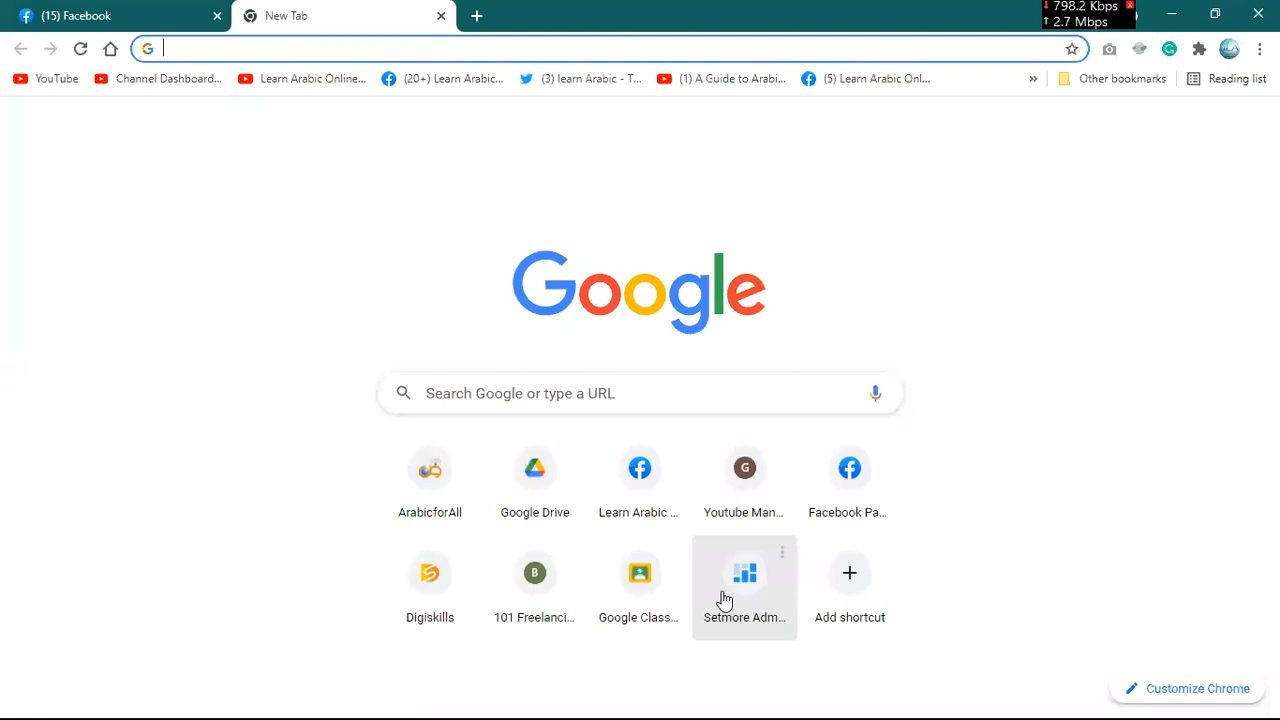 (15) Facebook
New Tab
798.2 Kbps
2.7 Mbps
YouTube
Channel Dashboard...
Learn Arabic Online...
(20+) Learn Arabic...
(3) learn Arabic - T...
(1) A Guide to Arabi...
(5) Learn Arabic Onl...
»
Other bookmarks
Reading list
Google
Search Google or type a URL
G
ArabicforAll
Google Drive
Learn Arabic ...
Youtube Man...
Facebook Pa...
B
Digiskills
101 Freelanci...
Google Class...
Setmore Adm...
Add shortcut
Customize Chrome